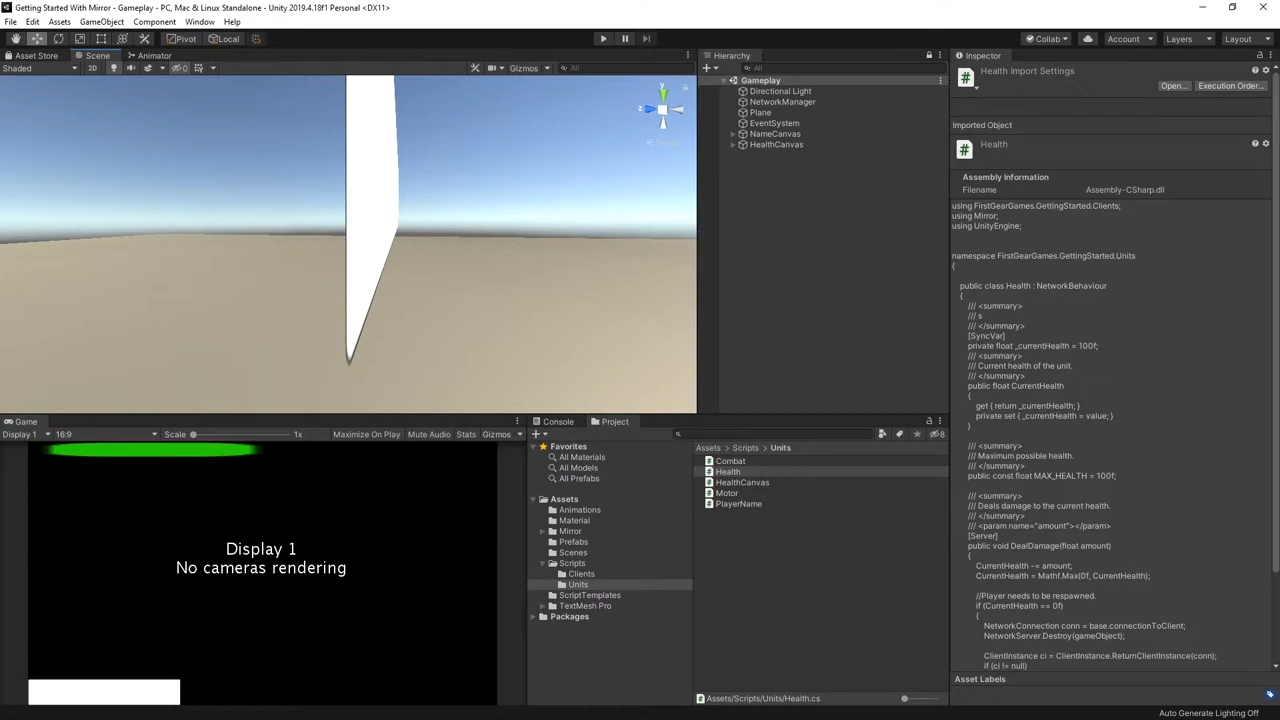 Getting Started With Mirror - Gameplay - PC, Mac & Linux Standalone - Unity 2019.4.18f1 Personal <DX11>
File Edit Assets GameObject Component Window Help
Pivot Local Collab Account Layers Layout
Asset Store Scene Animator
Shaded 2D 0 Gizmos All
y
z
Hierarchy
All
Gameplay
Directional Light
NetworkManager
Plane
EventSystem
NameCanvas
HealthCanvas
Inspector
Health Import Settings
Open... Execution Order...
Imported Object
Health
Assembly Information
Filename Assembly-CSharp.dll
using FirstGearGames.GettingStarted.Clients;
using Mirror;
using UnityEngine;
namespace FirstGearGames.GettingStarted.Units
{
public class Health : NetworkBehaviour
{
/// <summary>
/// s
/// </summary>
[SyncVar]
private float _currentHealth = 100f;
/// <summary>
/// Current health of the unit.
/// </summary>
public float CurrentHealth
{
get { return _currentHealth; }
private set { _currentHealth = value; }
}
/// <summary>
/// Maximum possible health.
/// </summary>
public const float MAX_HEALTH = 100f;
/// <summary>
/// Deals damage to the current health.
/// </summary>
/// <param name="amount"></param>
[Server]
public void DealDamage(float amount)
{
CurrentHealth -= amount;
CurrentHealth = Mathf.Max(0f, CurrentHealth);
//Player needs to be respawned.
if (CurrentHealth == 0f)
{
NetworkConnection conn = base.connectionToClient;
NetworkServer.Destroy(gameObject);
ClientInstance ci = ClientInstance.ReturnClientInstance(conn);
if (ci != null)
Asset Labels
Game
Display 1 16:9 Scale 1x Maximize On Play Mute Audio Stats Gizmos
Display 1
No cameras rendering
Console Project
8
Favorites
All Materials
All Models
All Prefabs
Assets
Animations
Material
Mirror
Prefabs
Scenes
Scripts
Clients
Units
ScriptTemplates
TextMesh Pro
Packages
Assets Scripts Units
Combat
Health
HealthCanvas
Motor
PlayerName
Assets/Scripts/Units/Health.cs
Auto Generate Lighting Off